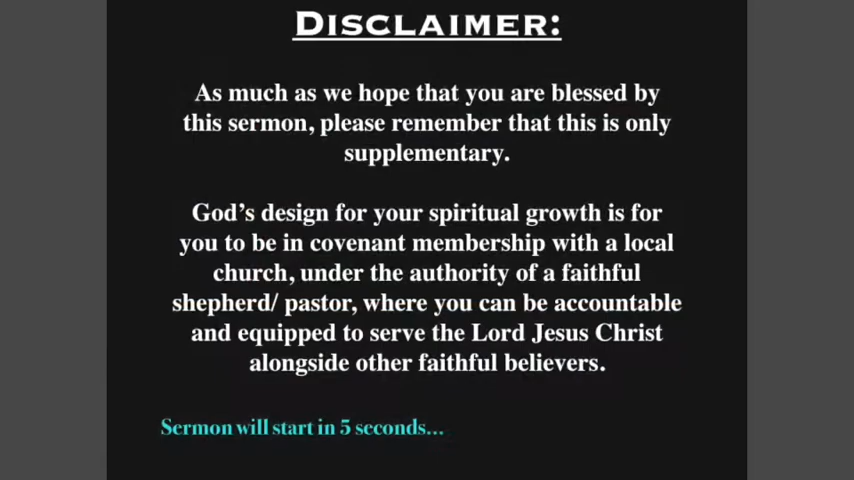 DISCLAIMER:
As much as we hope that you are blessed by
this sermon, please remember that this is only
supplementary.
God's design for your spiritual growth is for
you to be in covenant membership with a local
church, under the authority of a faithful
shepherd/ pastor, where you can be accountable
and equipped to serve the Lord Jesus Christ
alongside other faithful believers.
Sermon will start in 5 seconds...